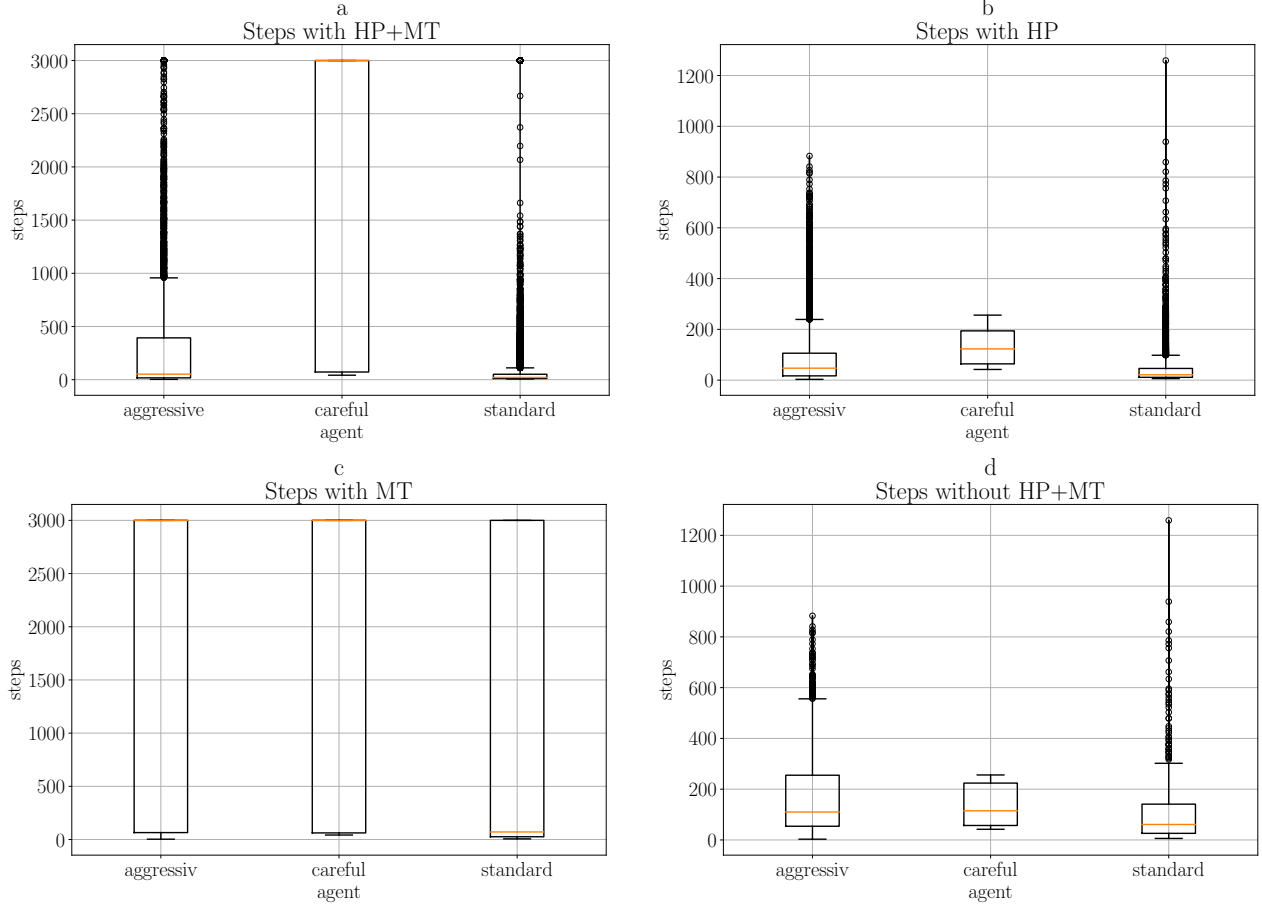 a
Steps with HP+MT
3000
2500
2000
1500
1000
500
0
steps
aggressive careful standard
agent
b
Steps with HP
1200
1000
800
600
400
200
0
steps
aggressiv careful standard
agent
c
Steps with MT
3000
2500
2000
1500
1000
500
0
steps
aggressiv careful standard
agent
d
Steps without HP+MT
1200
1000
800
600
400
200
0
steps
aggressiv careful standard
agent